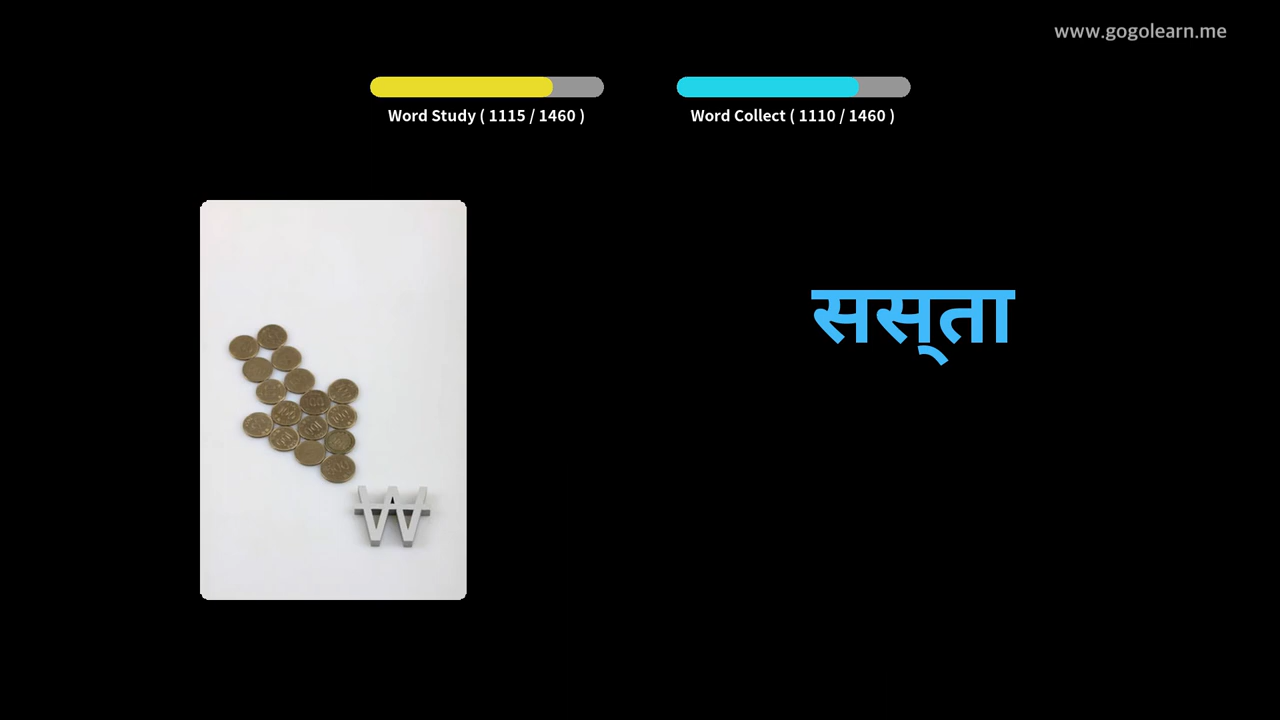 www.gogolearn.me
Word Study ( 1115 / 1460 )
Word Collect ( 1110 / 1460 )
सस्‌ता
₩